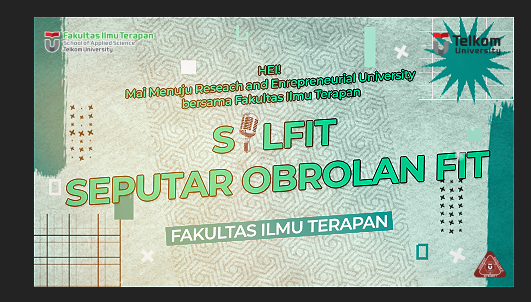 Fakultas Ilmu Terapan
School of Applied Science
Telkom University
Telkom
University
HEI!
Mai Menuju Reseach and Enrepreneurial University
bersama Fakultas Ilmu Terapan
S LFIT
SEPUTAR OBROLAN FIT
FAKULTAS ILMU TERAPAN